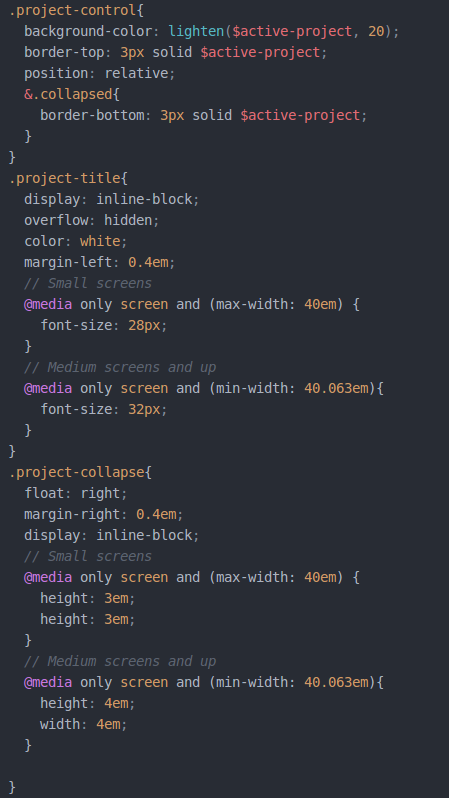 .project-control{
  background-color: lighten($active-project, 20);
  border-top: 3px solid $active-project;
  position: relative;
  &.collapsed{
    border-bottom: 3px solid $active-project;
  }
}
.project-title{
  display: inline-block;
  overflow: hidden;
  color: white;
  margin-left: 0.4em;
  // Small screens
  @media only screen and (max-width: 40em) {
    font-size: 28px;
  }
  // Medium screens and up
  @media only screen and (min-width: 40.063em){
    font-size: 32px;
  }
}
.project-collapse{
  float: right;
  margin-right: 0.4em;
  display: inline-block;
  // Small screens
  @media only screen and (max-width: 40em) {
    height: 3em;
    height: 3em;
  }
  // Medium screens and up
  @media only screen and (min-width: 40.063em){
    height: 4em;
    width: 4em;
  }

}